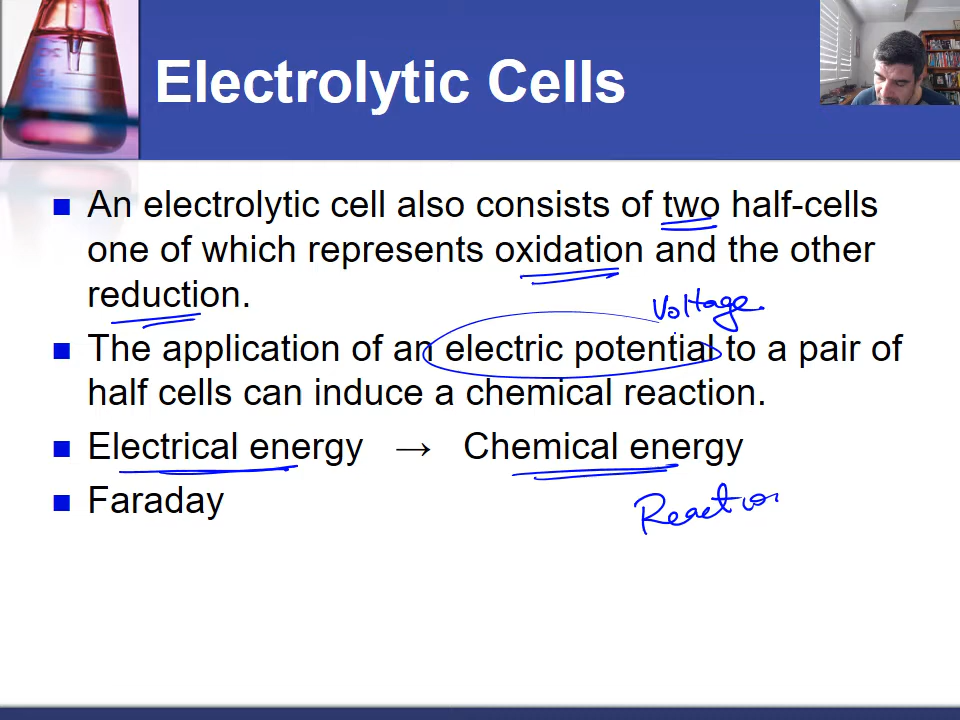 Electrolytic Cells
■ An electrolytic cell also consists of two half-cells
one of which represents oxidation and the other
reduction.
voltage
■ The application of an electric potential to a pair of
half cells can induce a chemical reaction.
■ Electrical energy → Chemical energy
■ Faraday
Reaction